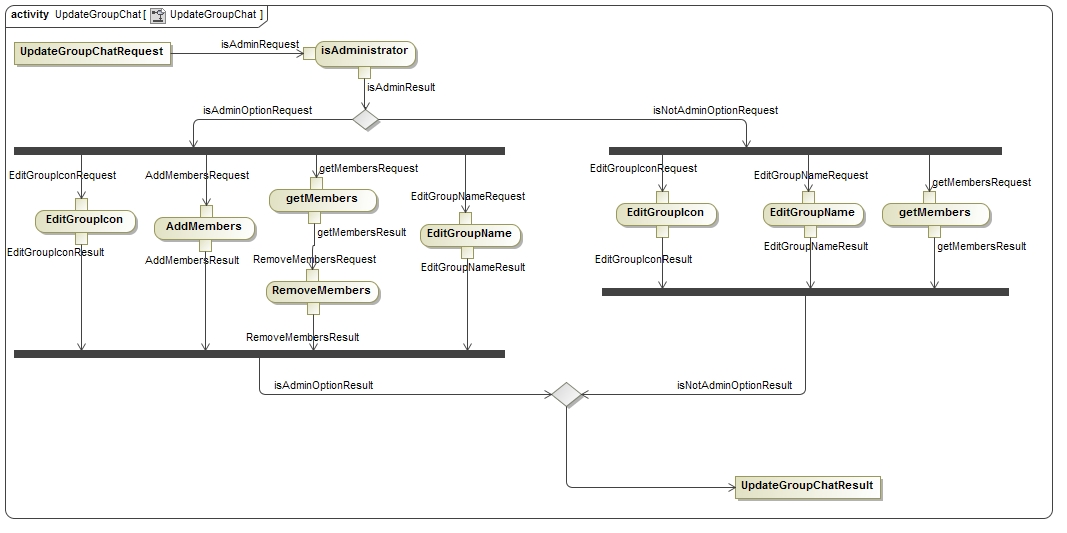 activity UpdateGroupChat [ UpdateGroupChat ]
UpdateGroupChatRequest
isAdminRequest
isAdministrator
isAdminResult
isAdminOptionRequest
isNotAdminOptionRequest
EditGroupIconRequest
AddMembersRequest
getMembersRequest
EditGroupNameRequest
EditGroupIcon
AddMembers
getMembers
EditGroupName
getMembersResult
EditGroupIconResult
AddMembersResult
RemoveMembersRequest
EditGroupNameResult
RemoveMembers
RemoveMembersResult
EditGroupIconRequest
EditGroupNameRequest
getMembersRequest
EditGroupIcon
EditGroupName
getMembers
EditGroupIconResult
EditGroupNameResult
getMembersResult
isAdminOptionResult
isNotAdminOptionResult
UpdateGroupChatResult